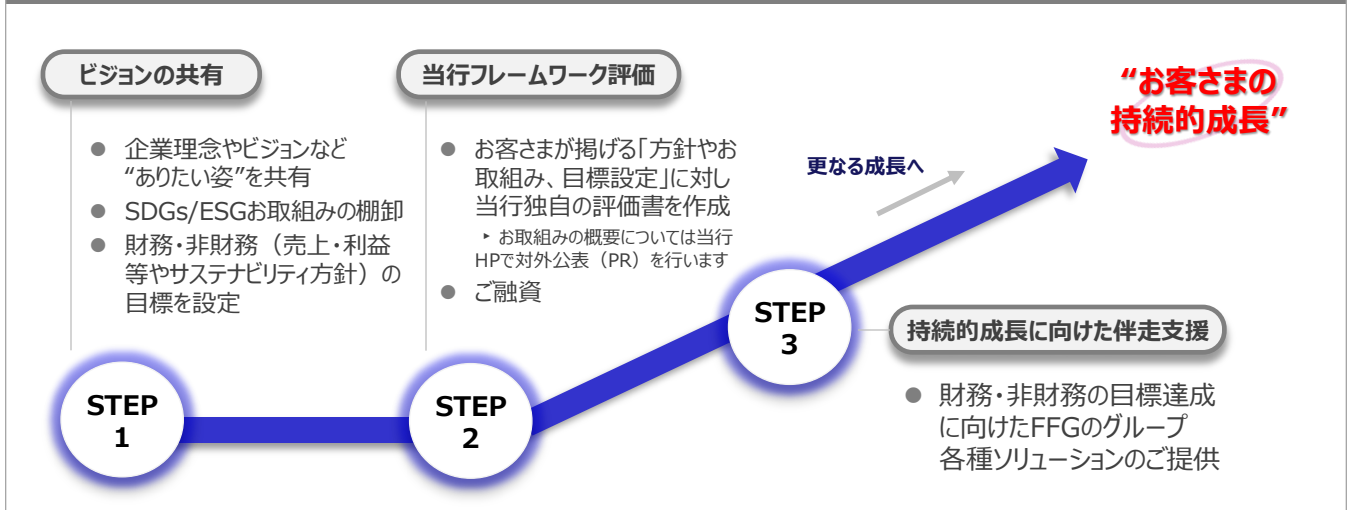 ビジョンの共有
● 企業理念やビジョンなど
“ありたい姿”を共有
● SDGs/ESGお取組みの棚卸
● 財務・非財務（売上・利益
等やサステナビリティ方針）の
目標を設定
STEP
1
当行フレームワーク評価
● お客さまが掲げる「方針やお
取組み、目標設定」に対し
当行独自の評価書を作成
‣ お取組みの概要については当行
HPで対外公表（PR）を行います
● ご融資
STEP
2
更なる成長へ
“お客さまの
持続的成長”
STEP
3
持続的成長に向けた伴走支援
● 財務・非財務の目標達成
に向けたFFGのグループ
各種ソリューションのご提供